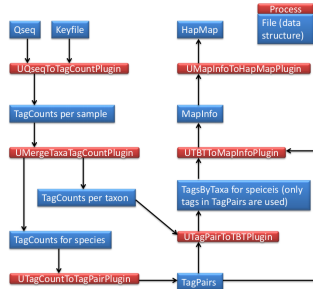 Qseq
Keyfile
HapMap
Process
File (data
structure)
UQseqToTagCountPlugin
UMapInfoToHapMapPlugin
TagCounts per sample
MapInfo
UMergeTaxaTagCountPlugin
UTBTToMapInfoPlugin
TagCounts per taxon
TagsByTaxa for speiceis (only
tags in TagPairs are used)
TagCounts for species
UTagPairToTBTPlugin
UTagCountToTagPairPlugin
TagPairs